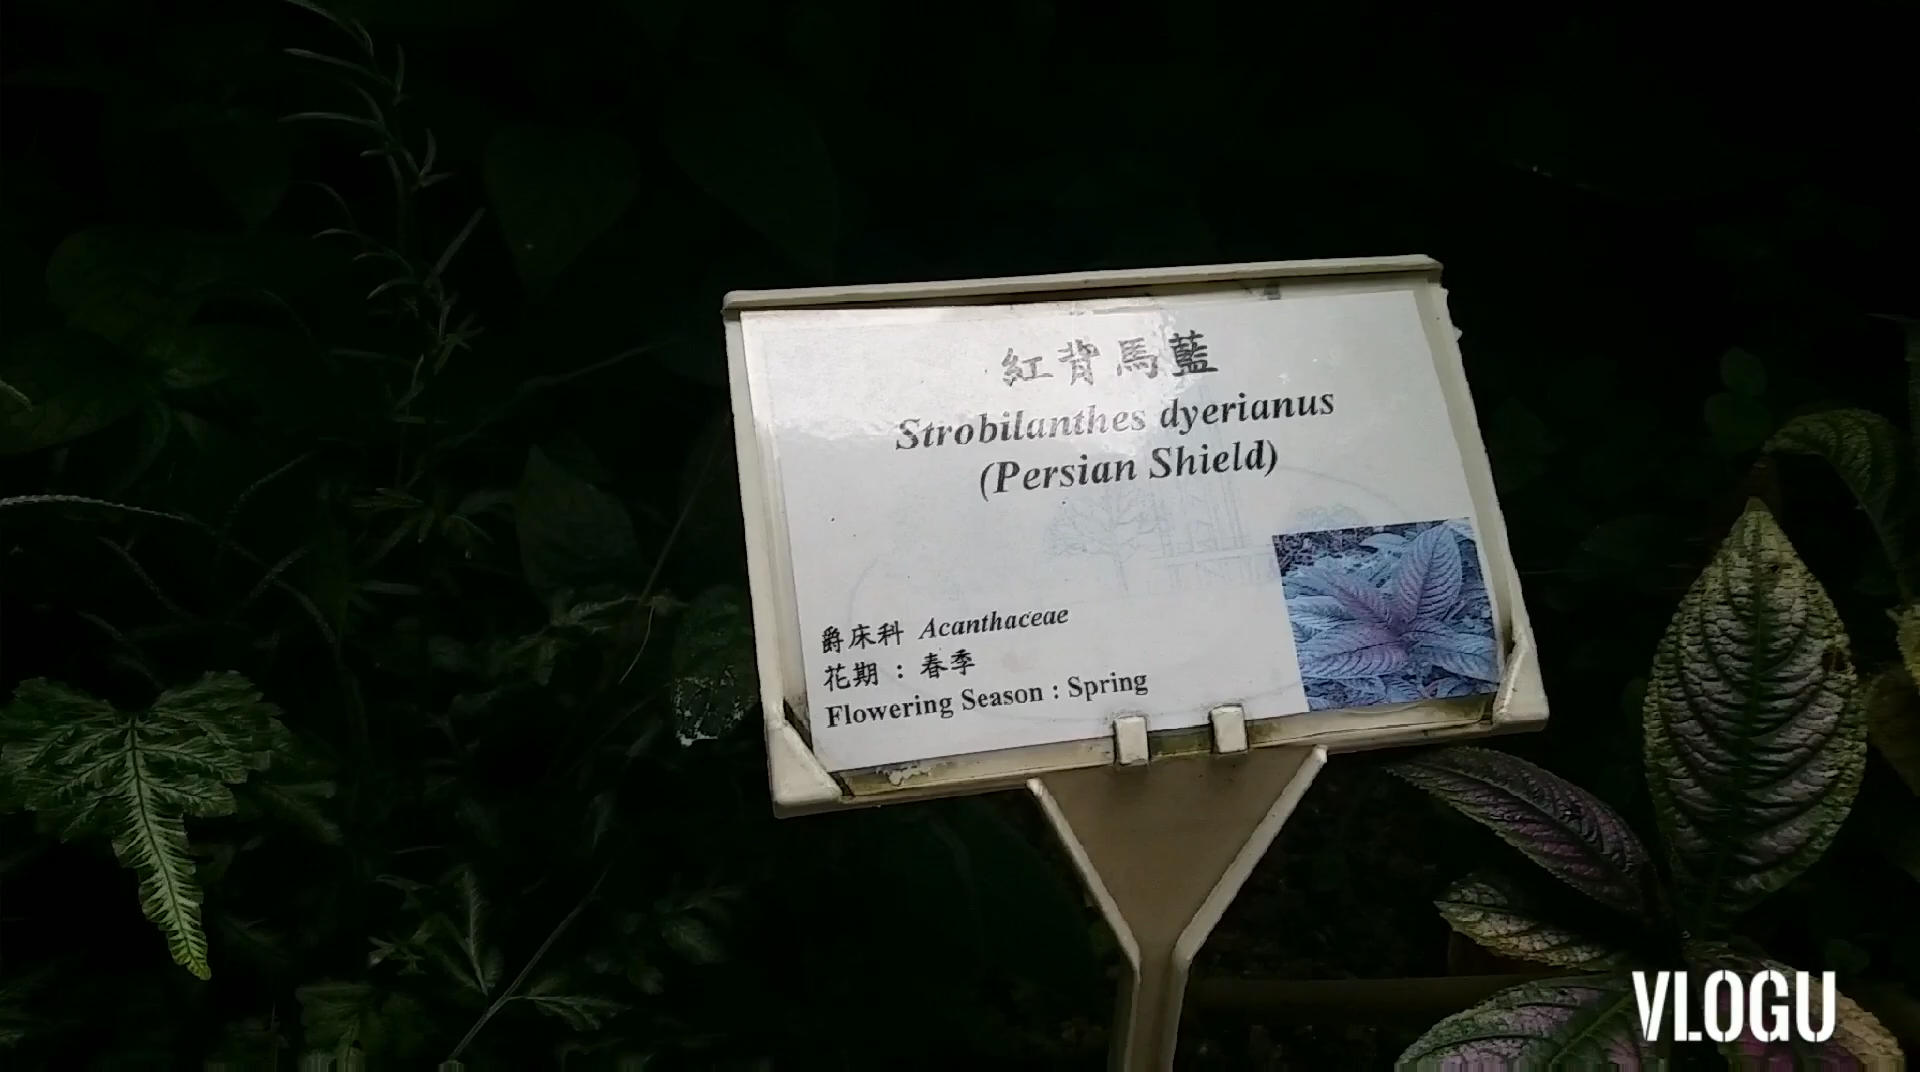 紅背馬藍
Strobilanthes dyerianus
(Persian Shield)
爵床科 Acanthaceae
花期 : 春季
Flowering Season : Spring
VLOGU